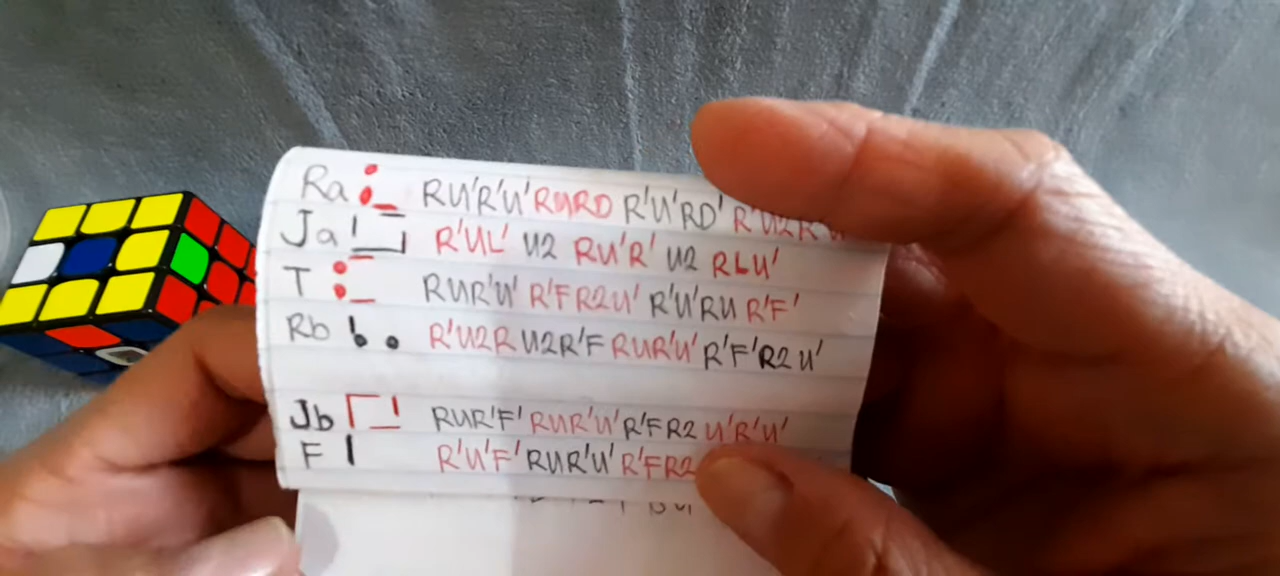 Ra RU'R'U' RURD R'U'RD' R'U2R'U'
Ja R'UL' U2 RU'R' U2 RLU'
T RUR'U' R'FR2U' R'U'RU R'F'
Rb R'U2R U2R'F RUR'U' R'F'R2U'
Jb RUR'F' RUR'U' R'FR2 U'R'U'
F R'U'F' RUR'U' R'FR2